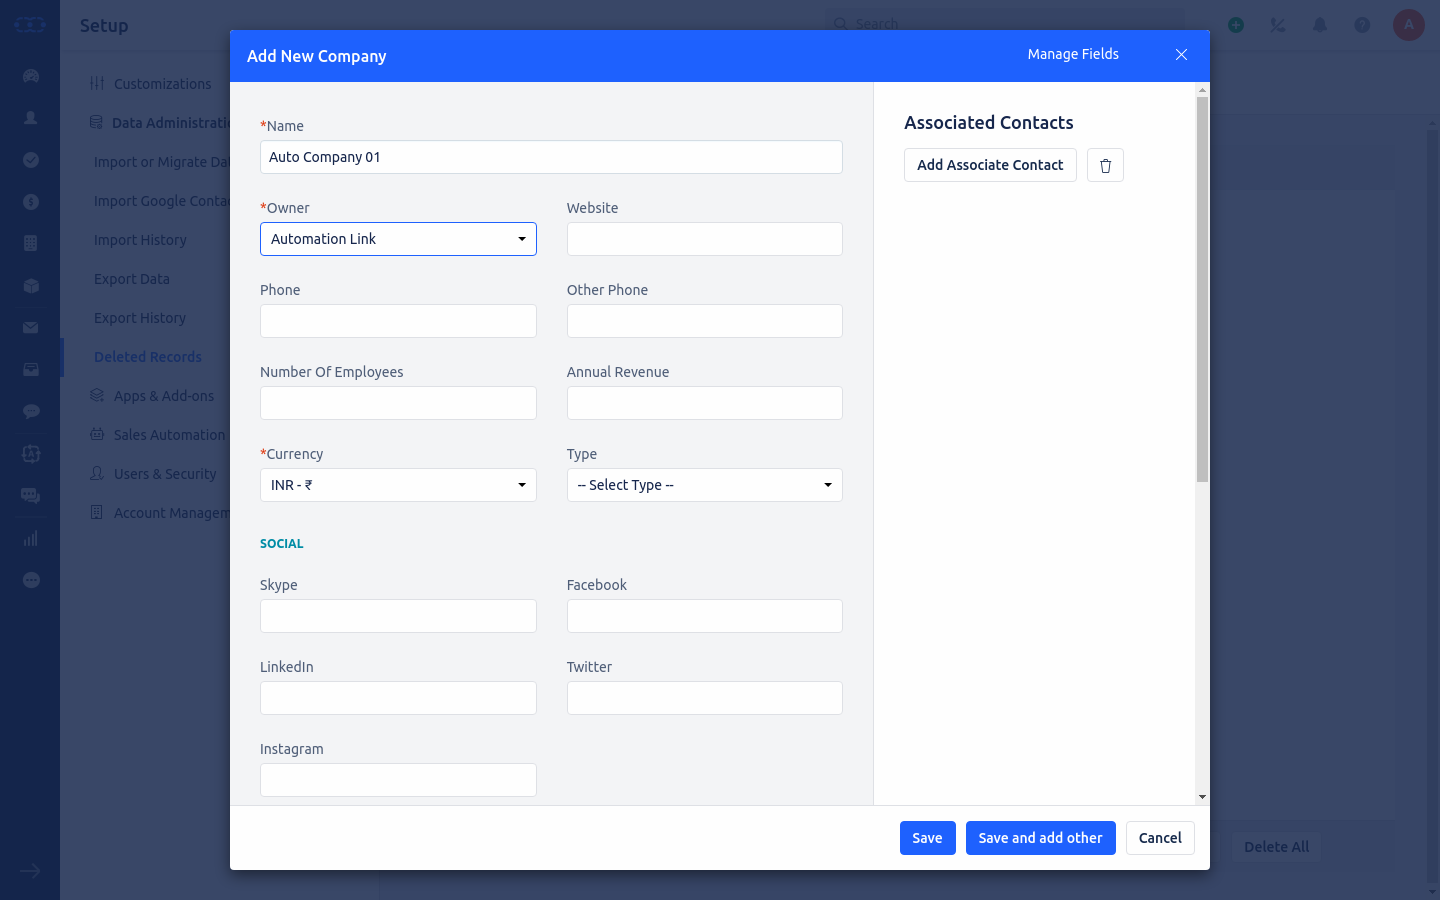 Setup
Search
A
Customizations
Data Administrati
Import or Migrate Da
Import Google Conta
Import History
Export Data
Export History
Deleted Records
Apps & Add-ons
Sales Automation
Users & Security
Account Managem
Add New Company
Manage Fields
*Name
Auto Company 01
*Owner
Website
Automation Link
Phone
Other Phone
Number Of Employees
Annual Revenue
*Currency
Type
INR - ₹
-- Select Type --
SOCIAL
Skype
Facebook
LinkedIn
Twitter
Instagram
Associated Contacts
Add Associate Contact
Save
Save and add other
Cancel
Delete All